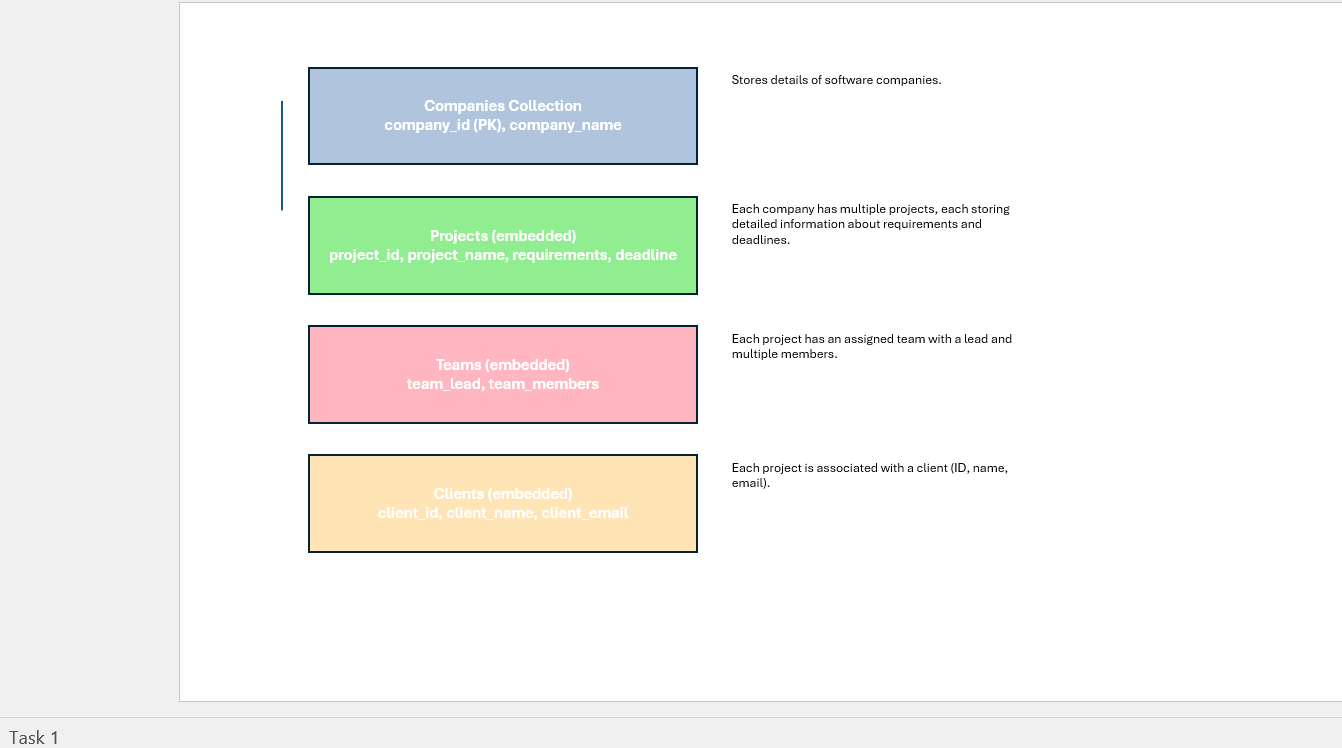 Companies Collection
company_id (PK), company_name
Stores details of software companies.
Projects (embedded)
project_id, project_name, requirements, deadline
Each company has multiple projects, each storing
detailed information about requirements and
deadlines.
Teams (embedded)
team_lead, team_members
Each project has an assigned team with a lead and
multiple members.
Clients (embedded)
client_id, client_name, client_email
Each project is associated with a client (ID, name,
email).
Task 1